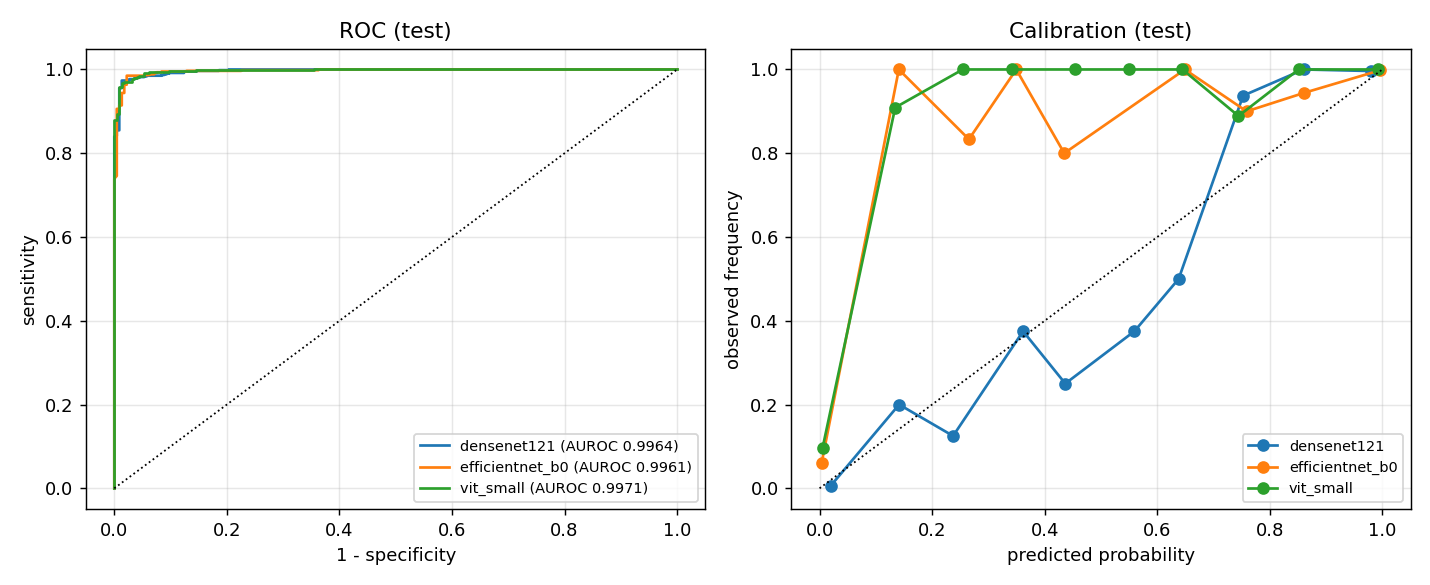 ROC (test)
1.0
0.8
0.6
0.4
0.2
0.0
sensitivity
0.0 0.2 0.4 0.6 0.8 1.0
1 - specificity
densenet121 (AUROC 0.9964)
efficientnet_b0 (AUROC 0.9961)
vit_small (AUROC 0.9971)
Calibration (test)
1.0
0.8
0.6
0.4
0.2
0.0
observed frequency
0.0 0.2 0.4 0.6 0.8 1.0
predicted probability
densenet121
efficientnet_b0
vit_small